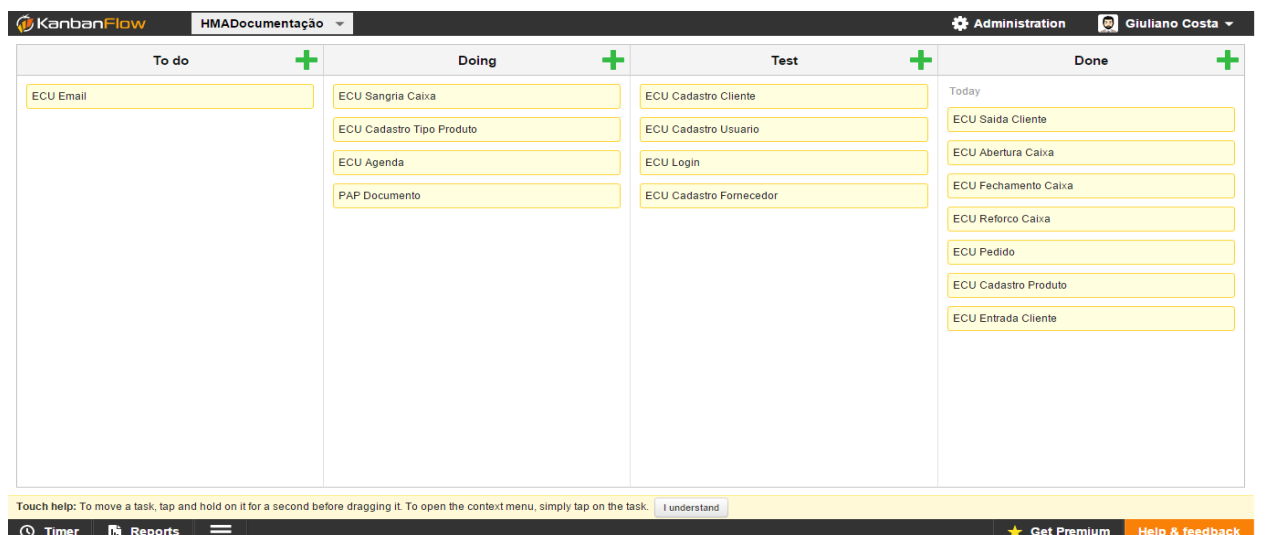 KanbanFlow
HMADocumentação
Administration
Giuliano Costa
To do
Doing
Test
Done
ECU Email
ECU Sangria Caixa
ECU Cadastro Tipo Produto
ECU Agenda
PAP Documento
ECU Cadastro Cliente
ECU Cadastro Usuario
ECU Login
ECU Cadastro Fornecedor
Today
ECU Saida Cliente
ECU Abertura Caixa
ECU Fechamento Caixa
ECU Reforco Caixa
ECU Pedido
ECU Cadastro Produto
ECU Entrada Cliente
Touch help: To move a task, tap and hold on it for a second before dragging it. To open the context menu, simply tap on the task.
I understand
Timer
Reports
Get Premium
Help & feedback